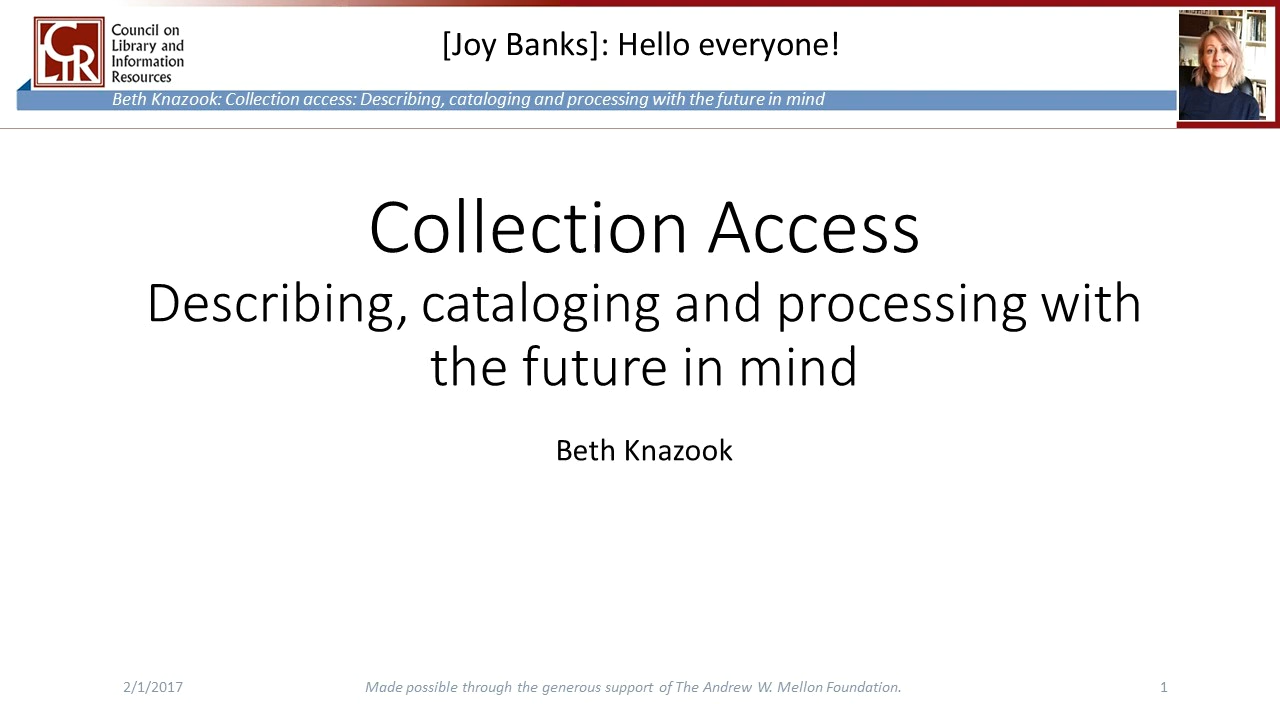 CLIR
Council on
Library and
Information
Resources
[Joy Banks]: Hello everyone!
Beth Knazook: Collection access: Describing, cataloging and processing with the future in mind
Collection Access
Describing, cataloging and processing with
the future in mind
Beth Knazook
2/1/2017
Made possible through the generous support of The Andrew W. Mellon Foundation.
1